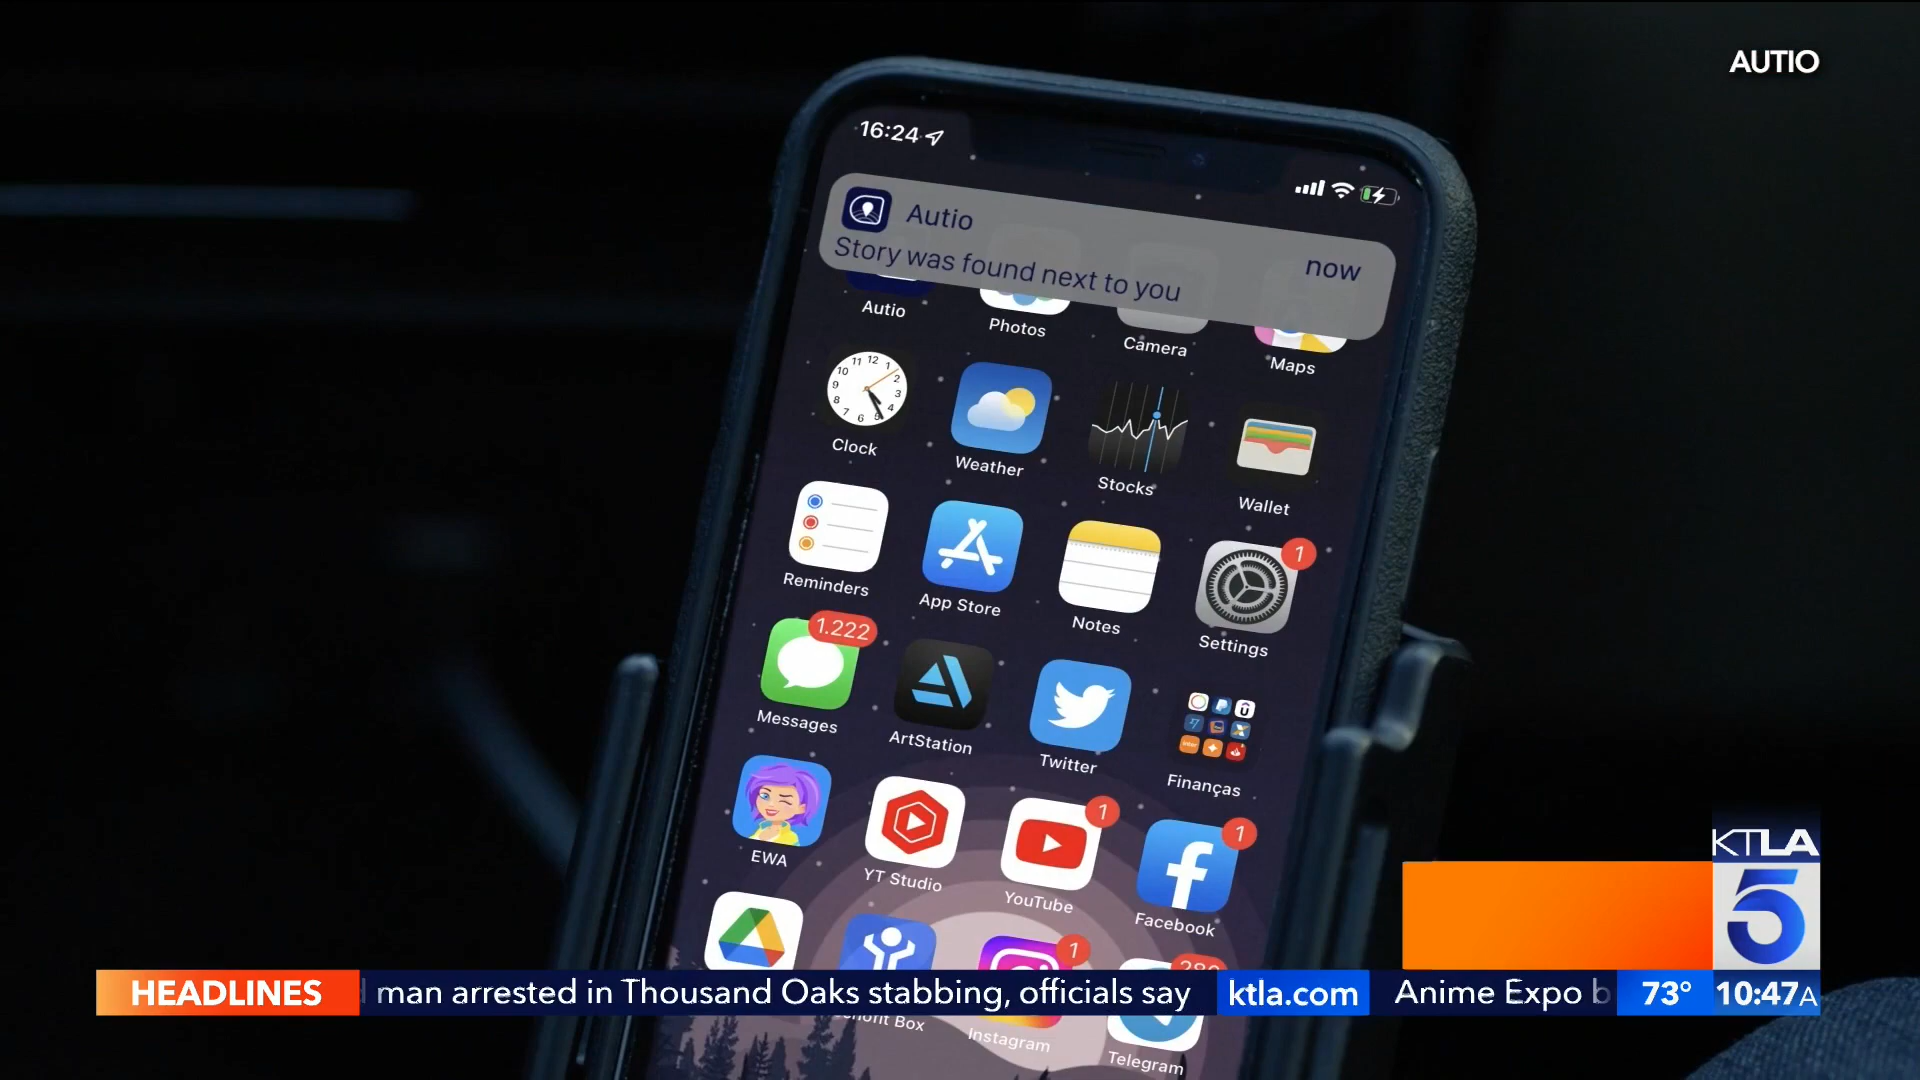 AUTIO
16:24
Autio
now
Story was found next to you
Autio
Photos
Camera
Maps
Clock
Weather
Stocks
Wallet
Reminders
App Store
Notes
1
Settings
1.222
Messages
ArtStation
Twitter
Finanças
EWA
YT Studio
1
YouTube
1
Facebook
1
KTLA
5
HEADLINES
man arrested in Thousand Oaks stabbing, officials say
ktla.com
Anime Expo
73°
10:47A
Box
Instagram
Telegram